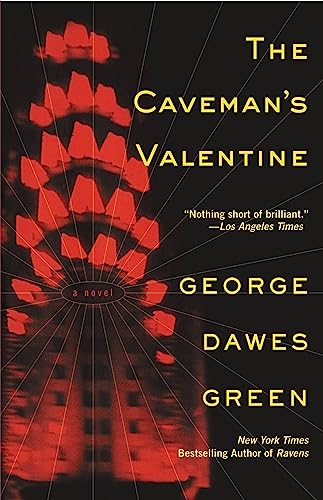 THE
CAVEMAN'S
VALENTINE
"Nothing short of brilliant."
—Los Angeles Times
a novel
GEORGE
DAWES
GREEN
New York Times
Bestselling Author of Ravens